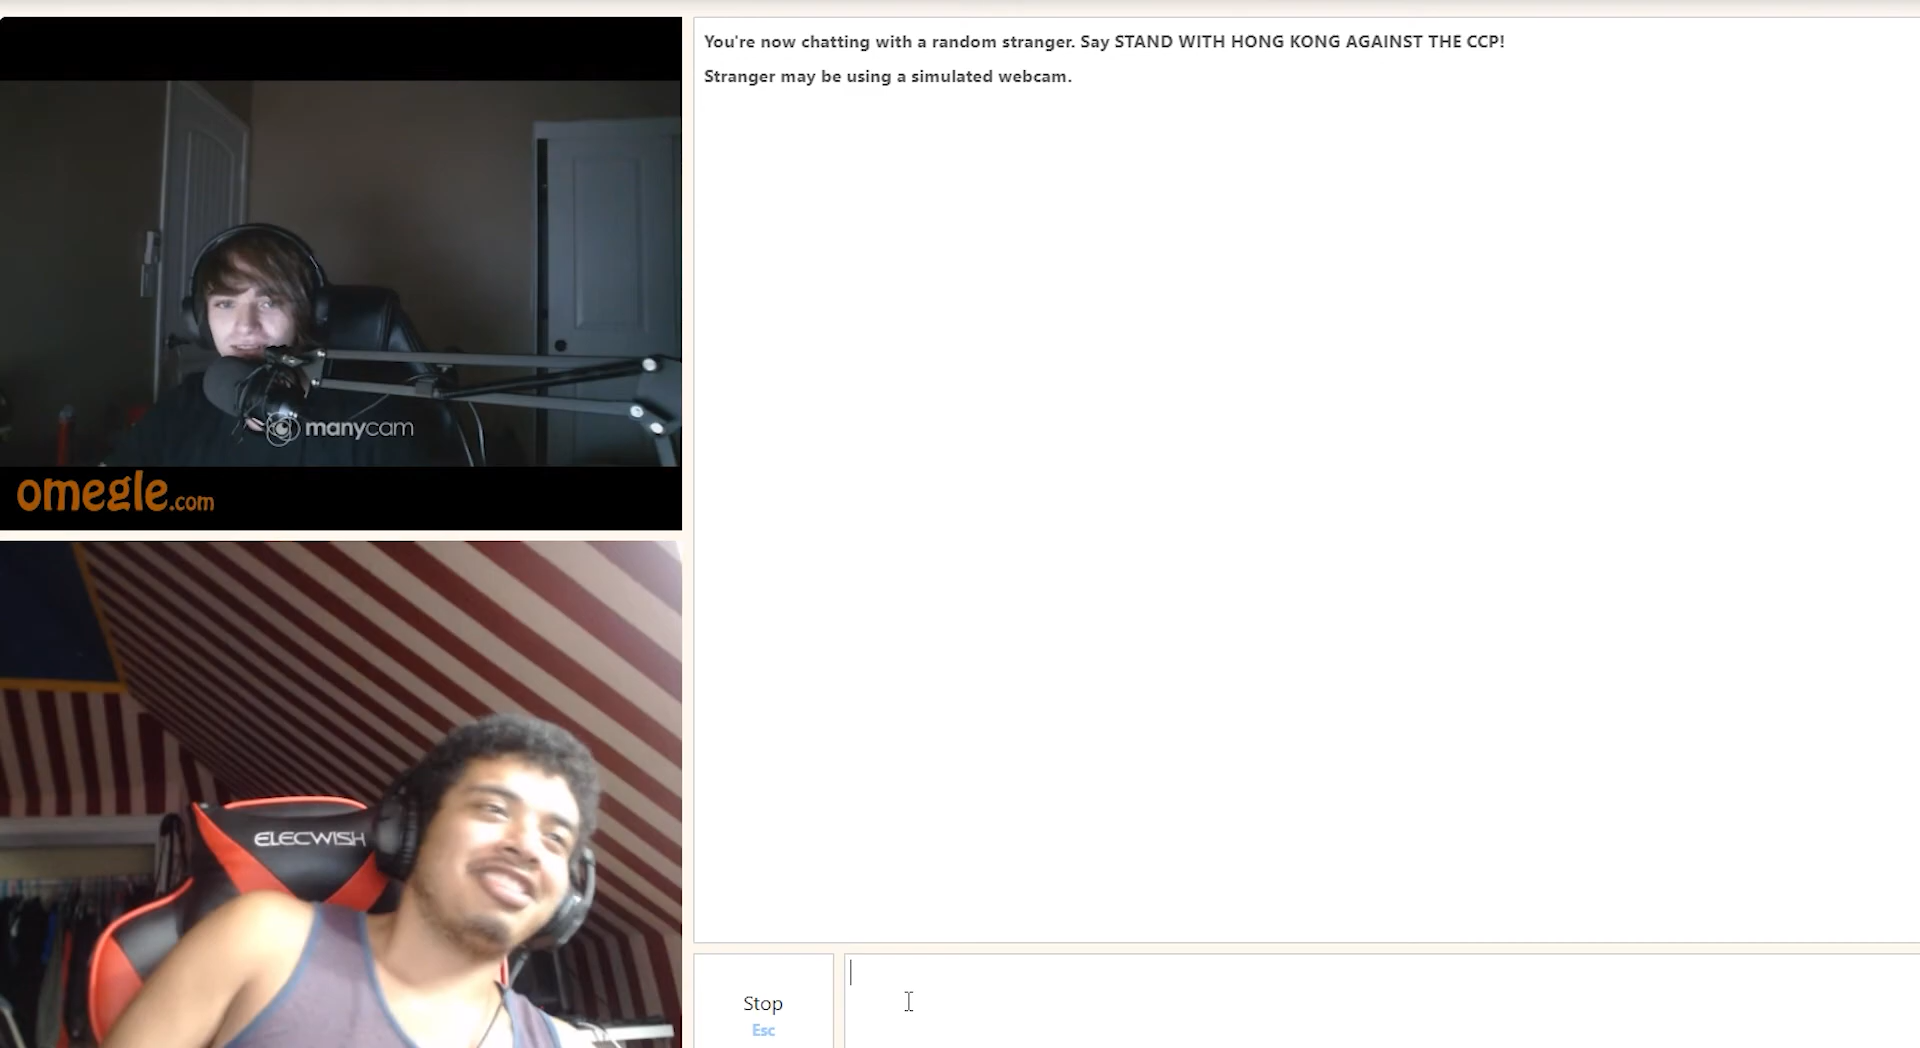 You're now chatting with a random stranger. Say STAND WITH HONG KONG AGAINST THE CCP!
Stranger may be using a simulated webcam.
manycam
omegle.com
ELECWISH
Stop
Esc